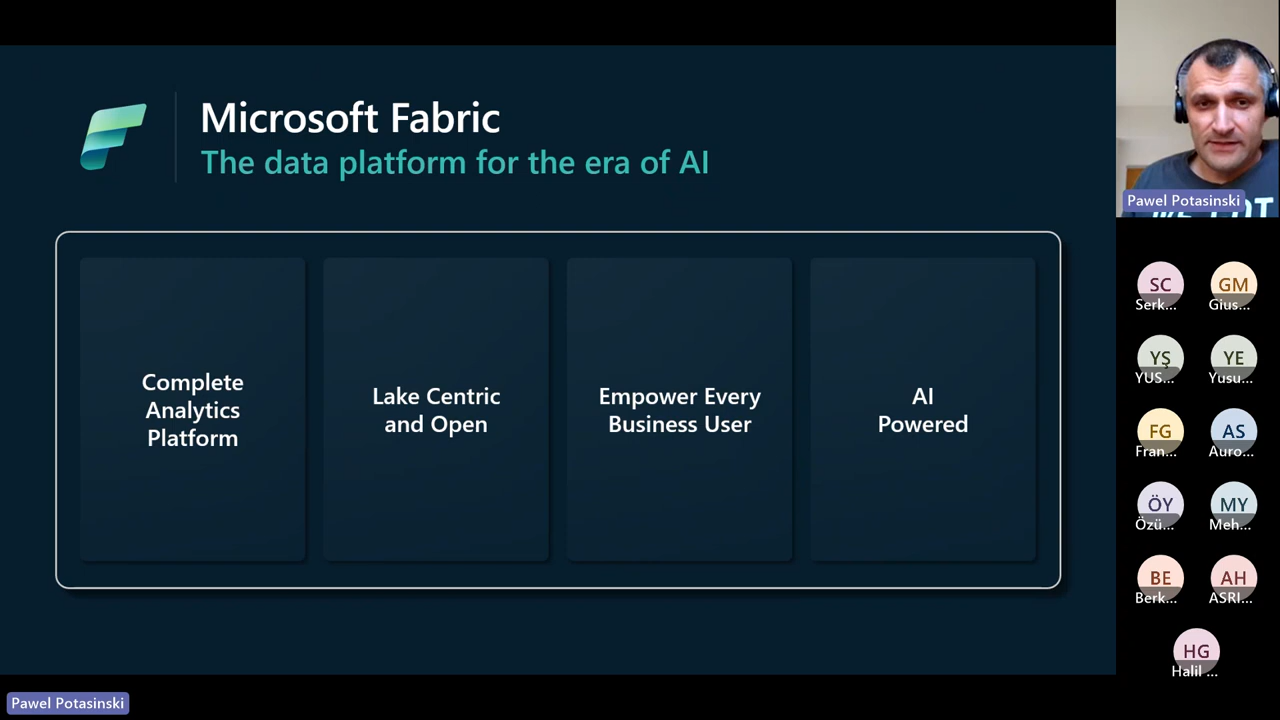 Microsoft Fabric
The data platform for the era of AI
Complete
Analytics
Platform
Lake Centric
and Open
Empower Every
Business User
AI
Powered
Pawel Potasinski
SC
Serk...
GM
Gius...
YŞ
YUS...
YE
Yusu...
FG
Fran...
AS
Auro...
ÖY
Özü...
MY
Meh...
BE
Berk...
AH
ASRI...
HG
Halil ...
Pawel Potasinski